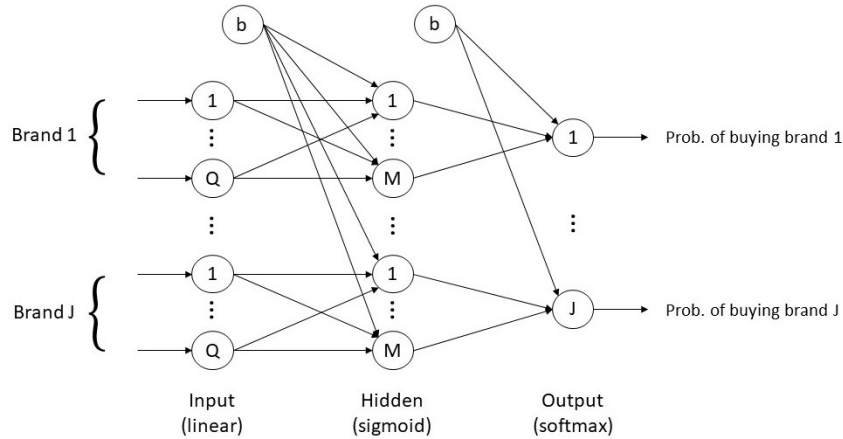 b
b
1
1
Brand 1
1
Prob. of buying brand 1
Q
M
1
1
Brand J
J
Prob. of buying brand J
Q
M
Input
(linear)
Hidden
(sigmoid)
Output
(softmax)